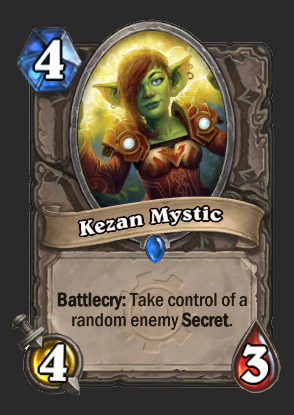 4
Kezan Mystic
Battlecry: Take control of a
random enemy Secret.
4
3